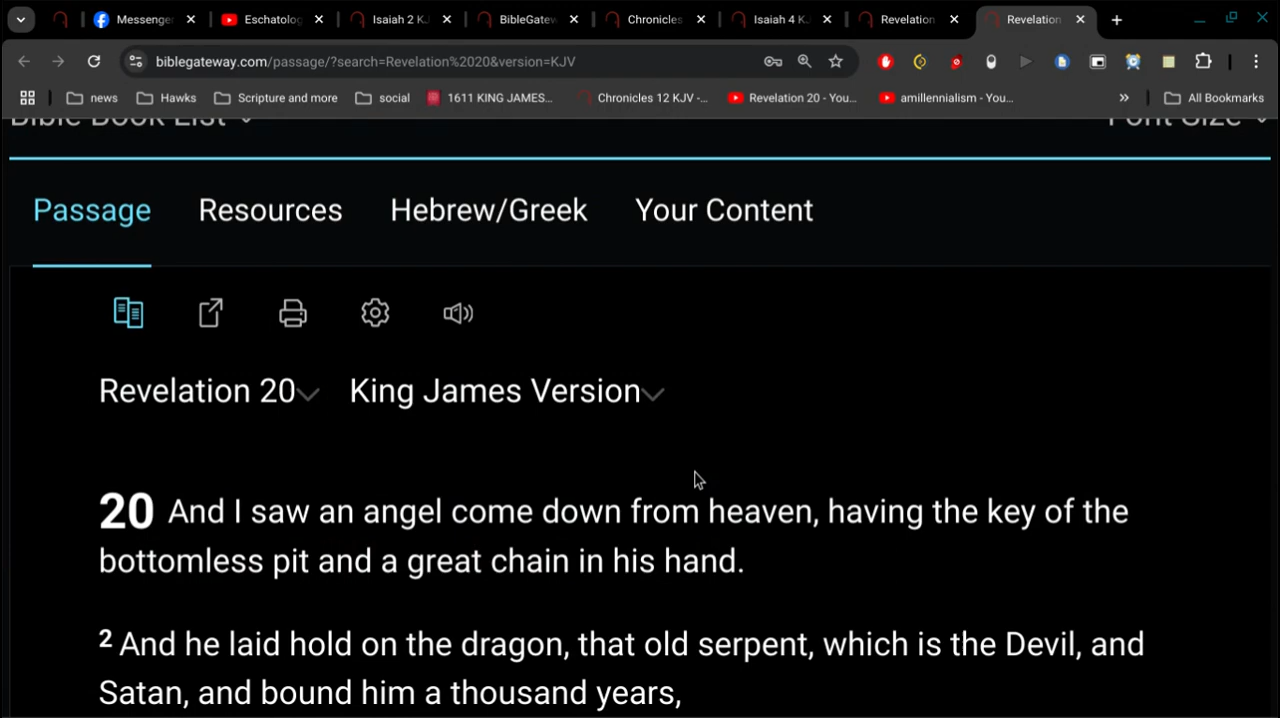 Messenger
Eschatolog
Isaiah 2 K
BibleGatew
Chronicles
Isaiah 4 K
Revelation
Revelation
biblegateway.com/passage/?search=Revelation%2020&version=KJV
news
Hawks
Scripture and more
social
1611 KING JAMES...
Chronicles 12 KJV -...
Revelation 20 - You...
amillennialism - You...
»
All Bookmarks
Bible Book List
Font Size
Passage
Resources
Hebrew/Greek
Your Content
Revelation 20
King James Version
20 And I saw an angel come down from heaven, having the key of the
bottomless pit and a great chain in his hand.
2 And he laid hold on the dragon, that old serpent, which is the Devil, and
Satan, and bound him a thousand years,